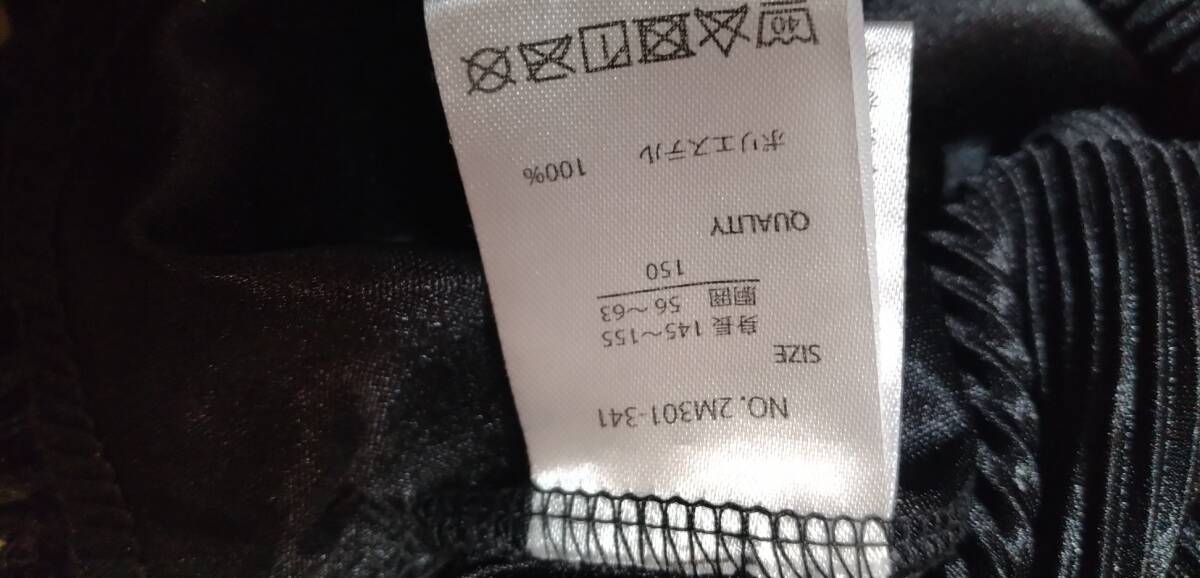 NO. 2M301-341
SIZE
身長 145~155
胴囲 56~63
150
QUALITY
ポリエステル 100%
40